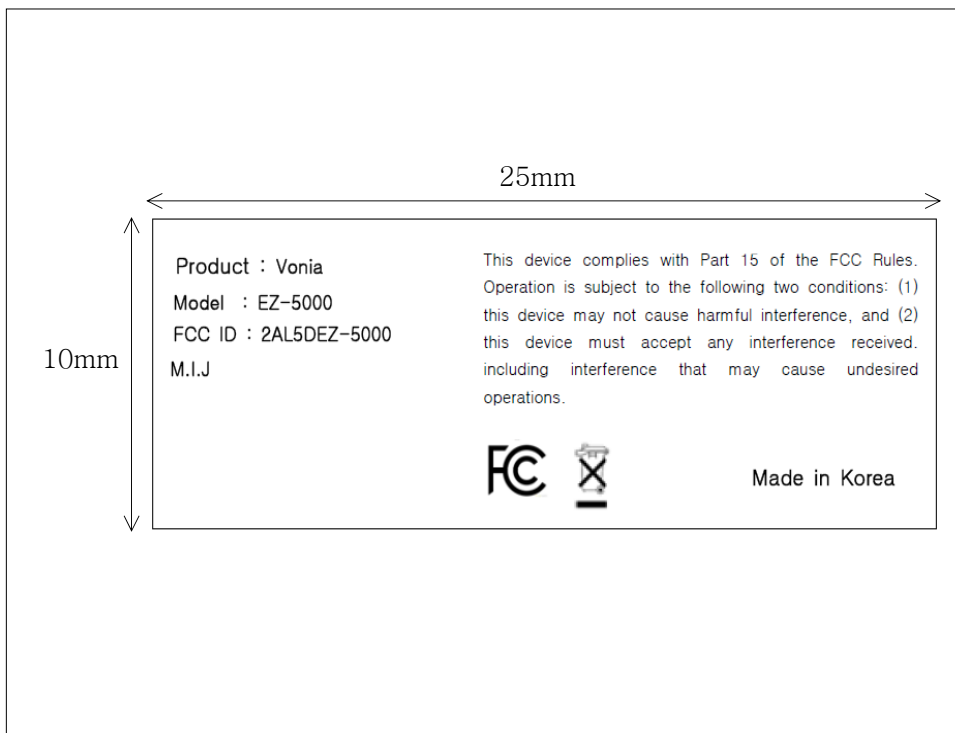 25mm
10mm
Product : Vonia
Model : EZ-5000
FCC ID : 2AL5DEZ-5000
M.I.J
This device complies with Part 15 of the FCC Rules.
Operation is subject to the following two conditions: (1)
this device may not cause harmful interference, and (2)
this device must accept any interference received.
including interference that may cause undesired
operations.
FC
Made in Korea